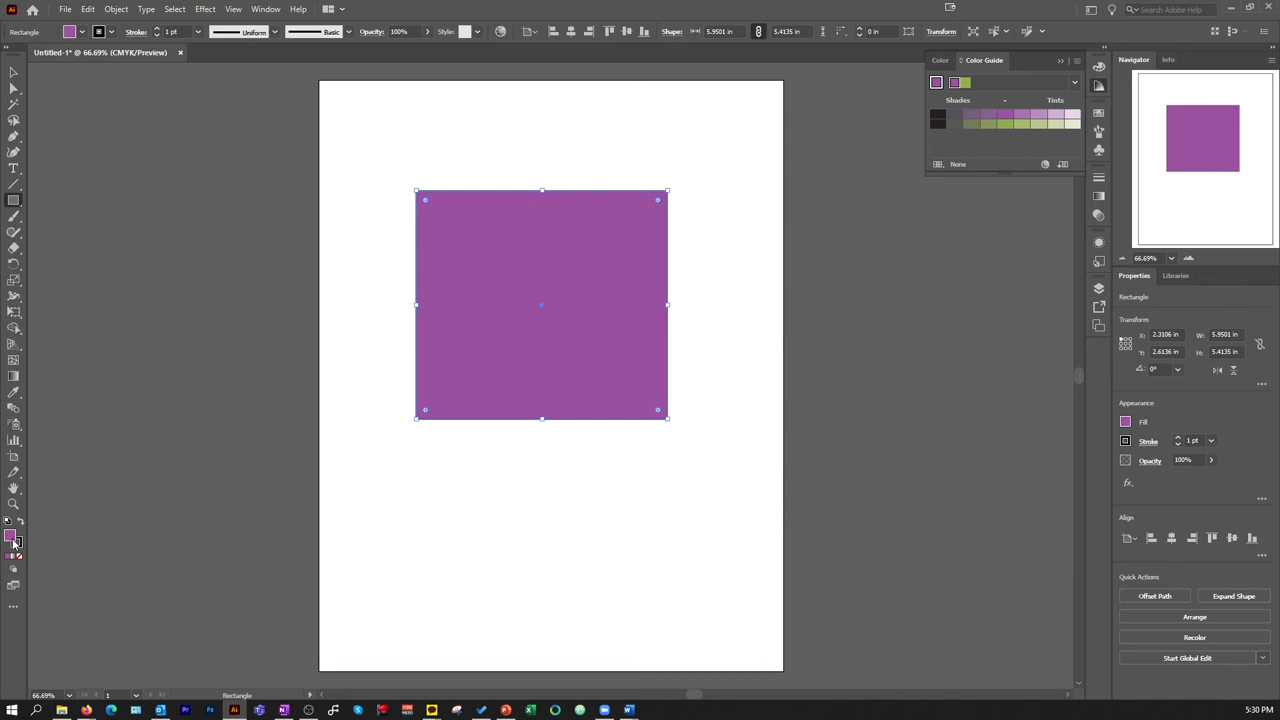 Ai
File Edit Object Type Select Effect View Window Help
Search Adobe Help
Rectangle Stroke: 1 pt Uniform Basic Opacity: 100% Style: Shape: 5.9501 in 5.4135 in 0 in Transform
Untitled-1* @ 66.69% (CMYK/Preview) ×
Color Color Guide
Shades Tints
None
Navigator Info
66.69%
Properties Libraries
Rectangle
Transform
X: 2.3106 in W: 5.9501 in
Y: 2.6136 in H: 5.4135 in
0°
Appearance
Fill
Stroke 1 pt
Opacity 100%
fx.
Align
Quick Actions
Offset Path Expand Shape
Arrange
Recolor
Start Global Edit
66.69% 1 Rectangle
5:30 PM